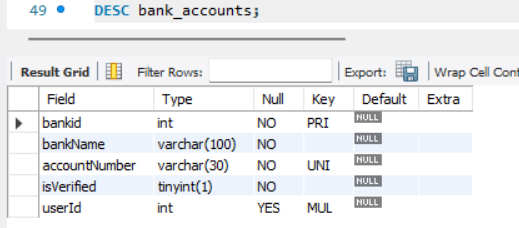 49 DESC bank_accounts;
Result Grid Filter Rows: Export: Wrap Cell Cont
Field Type Null Key Default Extra
bankid int NO PRI NULL
bankName varchar(100) NO NULL
accountNumber varchar(30) NO UNI NULL
isVerified tinyint(1) NO NULL
userId int YES MUL NULL